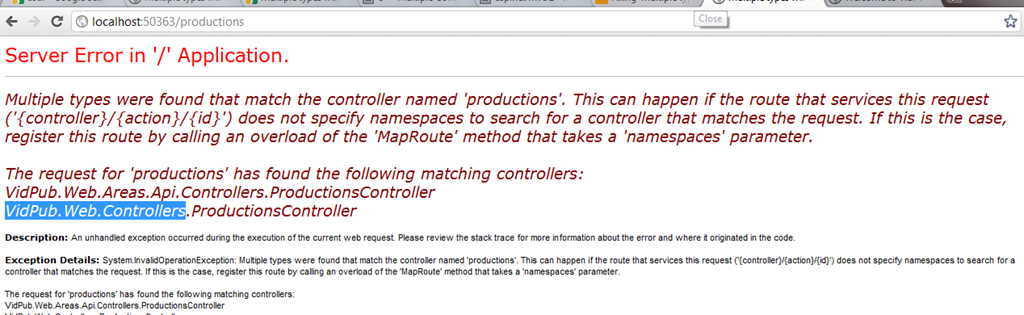 localhost:50363/productions
Close
Server Error in '/' Application.
Multiple types were found that match the controller named 'productions'. This can happen if the route that services this request
('{controller}/{action}/{id}') does not specify namespaces to search for a controller that matches the request. If this is the case,
register this route by calling an overload of the 'MapRoute' method that takes a 'namespaces' parameter.
The request for 'productions' has found the following matching controllers:
VidPub.Web.Areas.Api.Controllers.ProductionsController
VidPub.Web.Controllers.ProductionsController
Description: An unhandled exception occurred during the execution of the current web request. Please review the stack trace for more information about the error and where it originated in the code.
Exception Details: System.InvalidOperationException: Multiple types were found that match the controller named 'productions'. This can happen if the route that services this request ('{controller}/{action}/{id}') does not specify namespaces to search for a
controller that matches the request. If this is the case, register this route by calling an overload of the 'MapRoute' method that takes a 'namespaces' parameter.
The request for 'productions' has found the following matching controllers:
VidPub.Web.Areas.Api.Controllers.ProductionsController